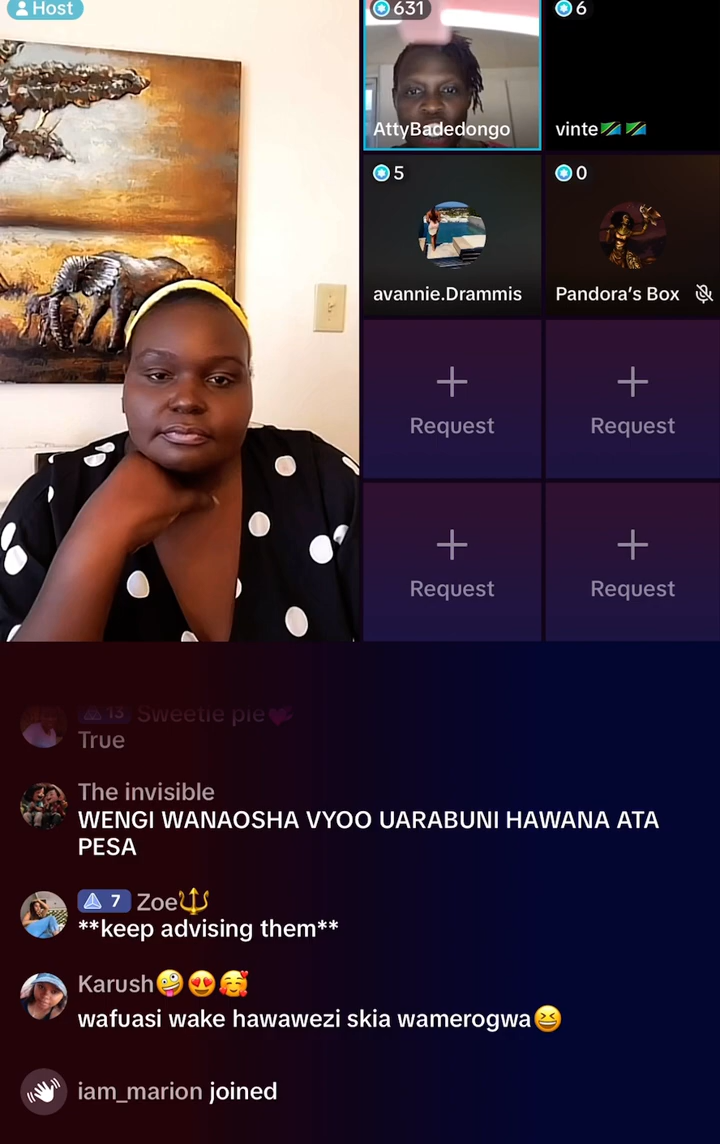 Host
631
AttyBadedongo
6
vinte🇹🇿🇹🇿
5
avannie.Drammis
0
Pandora's Box
Request
Request
Request
Request
13 Sweetie pie💞
True
The invisible
WENGI WANAOSHA VYOO UARABUNI HAWANA ATA
PESA
7 Zoe🔱
**keep advising them**
Karush🤪😍🥰
wafuasi wake hawawezi skia wamerogwa😆
iam_marion joined